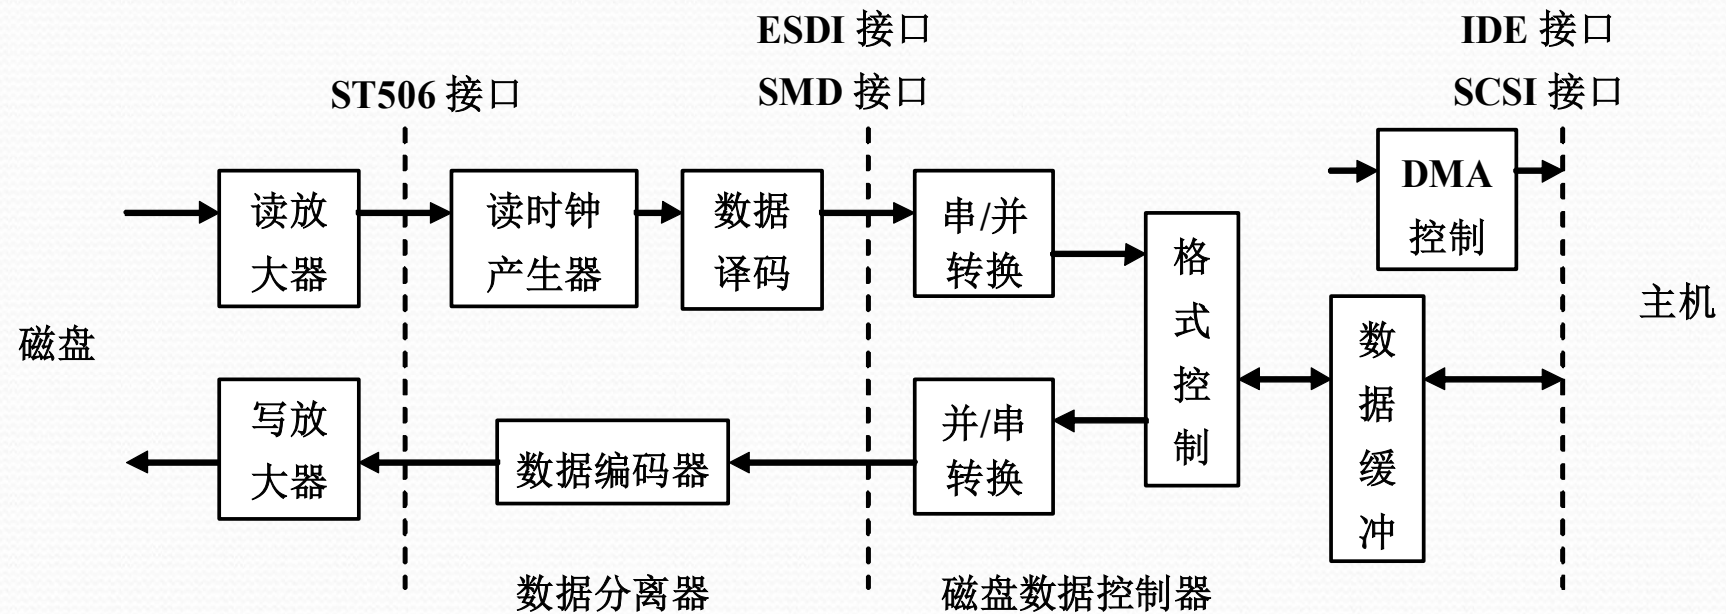 ESDI 接口
IDE 接口
ST506 接口
SMD 接口
SCSI 接口
读放
大器
读时钟
产生器
数据
译码
串/并
转换
格
式
控
制
DMA
控制
磁盘
主机
写放
大器
数据编码器
并/串
转换
数
据
缓
冲
数据分离器
磁盘数据控制器